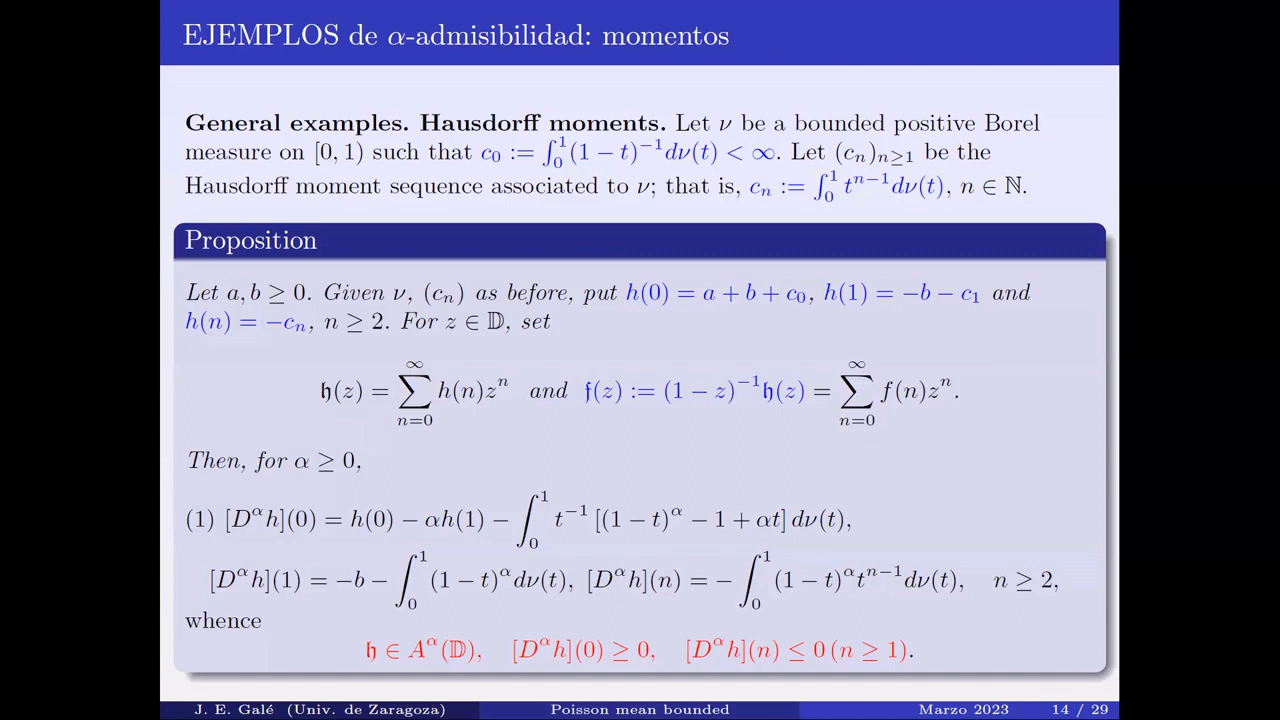 EJEMPLOS de α-admisibilidad: momentos
General examples. Hausdorff moments. Let ν be a bounded positive Borel
measure on [0, 1) such that c₀ := ∫₀¹(1 − t)⁻¹dν(t) < ∞. Let (cₙ)ₙ≥₁ be the
Hausdorff moment sequence associated to ν; that is, cₙ := ∫₀¹ tⁿ⁻¹dν(t), n ∈ ℕ.
Proposition
Let a, b ≥ 0. Given ν, (cₙ) as before, put h(0) = a + b + c₀, h(1) = −b − c₁ and
h(n) = −cₙ, n ≥ 2. For z ∈ 𝔻, set
𝔥(z) = ∑ₙ₌₀^∞ h(n)zⁿ and 𝔣(z) := (1 − z)⁻¹𝔥(z) = ∑ₙ₌₀^∞ f(n)zⁿ.
Then, for α ≥ 0,
(1) [D^α h](0) = h(0) − αh(1) − ∫₀¹ t⁻¹ [(1 − t)^α − 1 + αt] dν(t),
[D^α h](1) = −b − ∫₀¹ (1 − t)^α dν(t), [D^α h](n) = − ∫₀¹ (1 − t)^α tⁿ⁻¹dν(t), n ≥ 2,
whence
𝔥 ∈ A^α(𝔻), [D^α h](0) ≥ 0, [D^α h](n) ≤ 0 (n ≥ 1).
J. E. Galé (Univ. de Zaragoza) Poisson mean bounded Marzo 2023 14 / 29